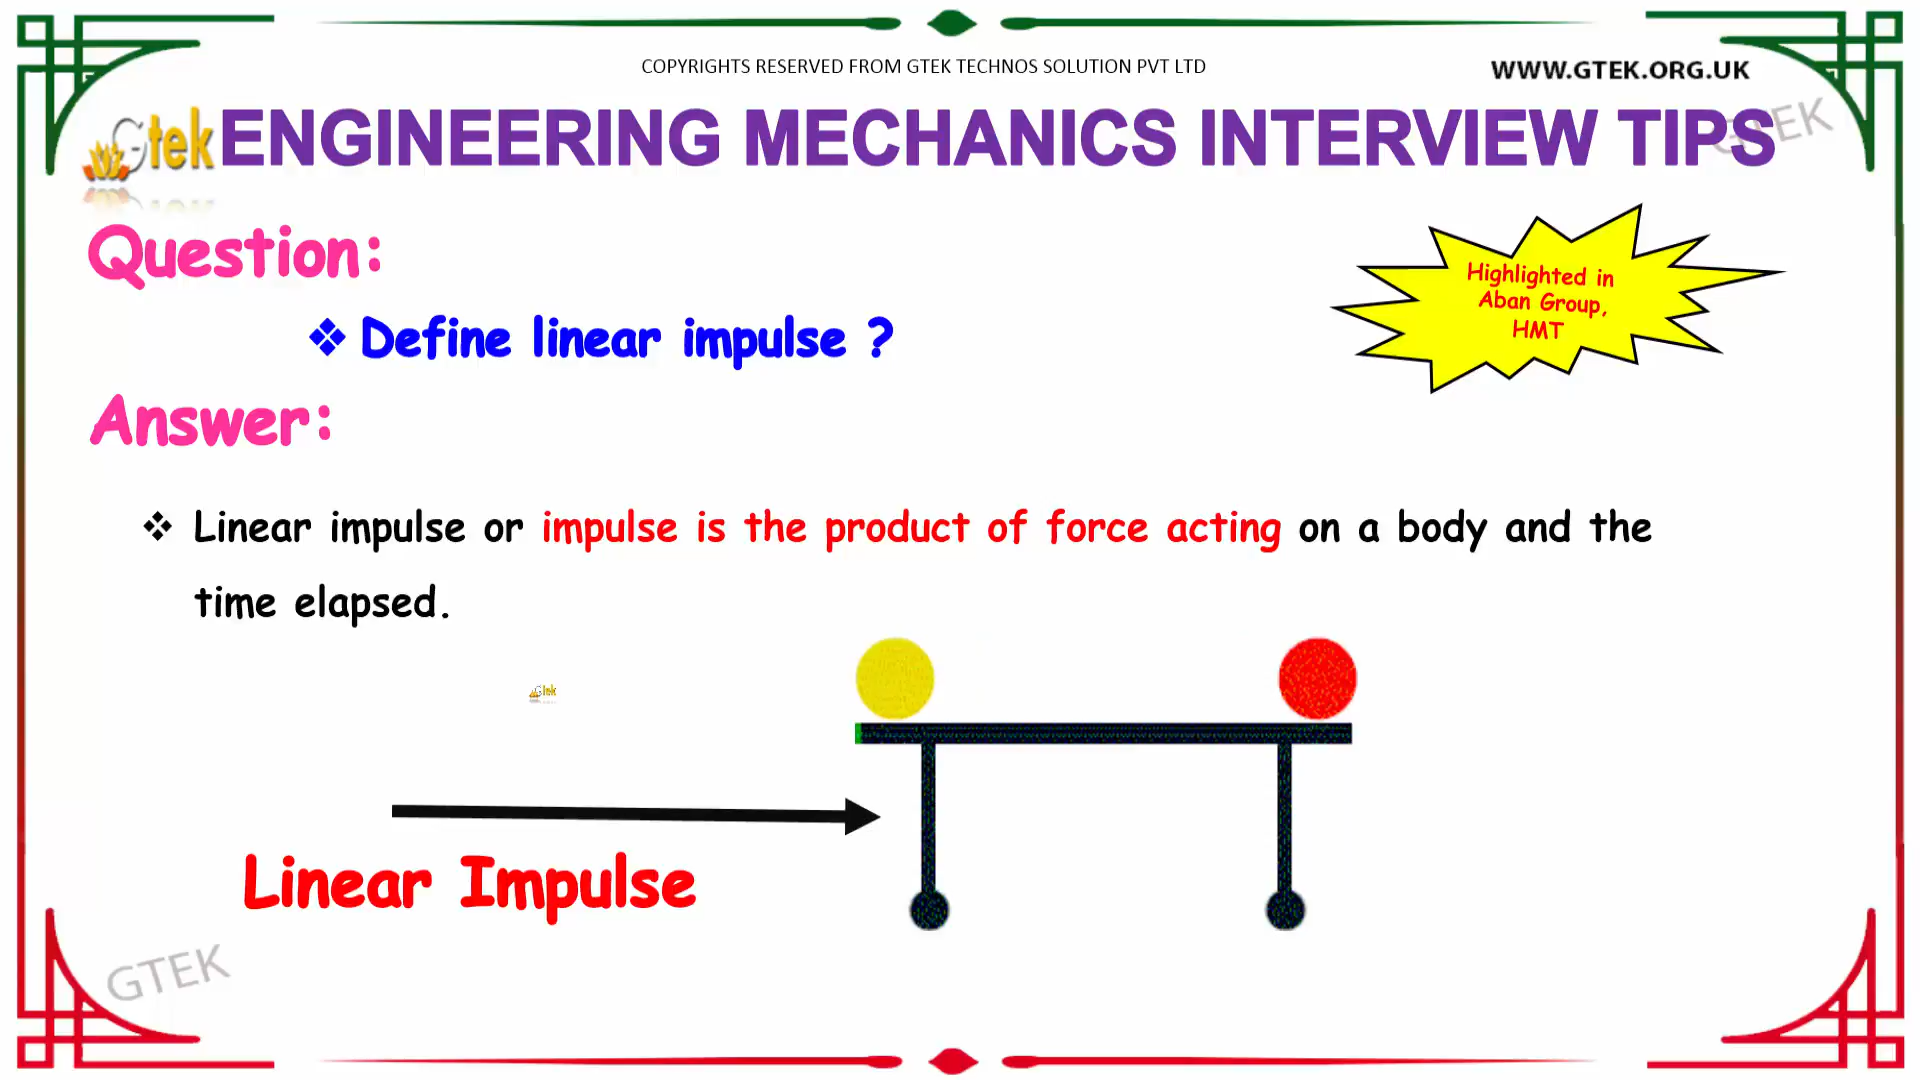 COPYRIGHTS RESERVED FROM GTEK TECHNOS SOLUTION PVT LTD
WWW.GTEK.ORG.UK
Gtek ENGINEERING MECHANICS INTERVIEW TIPS
GTEK
Question:
Highlighted in
Aban Group,
HMT
❖ Define linear impulse ?
Answer:
❖ Linear impulse or impulse is the product of force acting on a body and the
time elapsed.
Gtek
Linear Impulse
GTEK